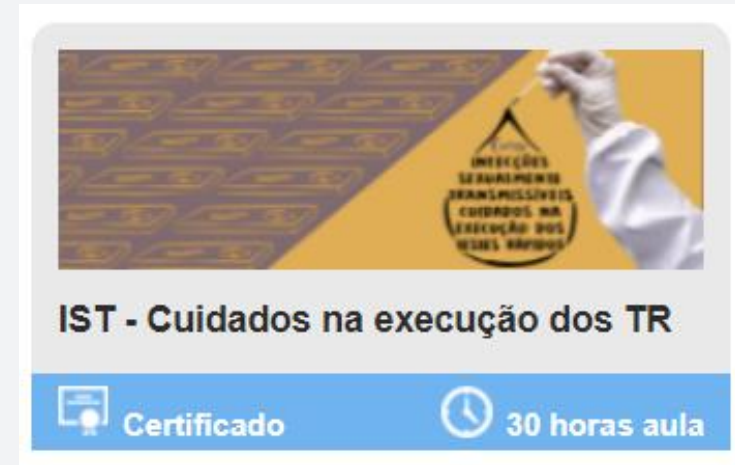 INFECÇÕES
SEXUALMENTE
TRANSMISSÍVEIS
CUIDADOS NA
EXECUÇÃO DOS
TESTES RÁPIDOS
IST - Cuidados na execução dos TR
Certificado
30 horas aula